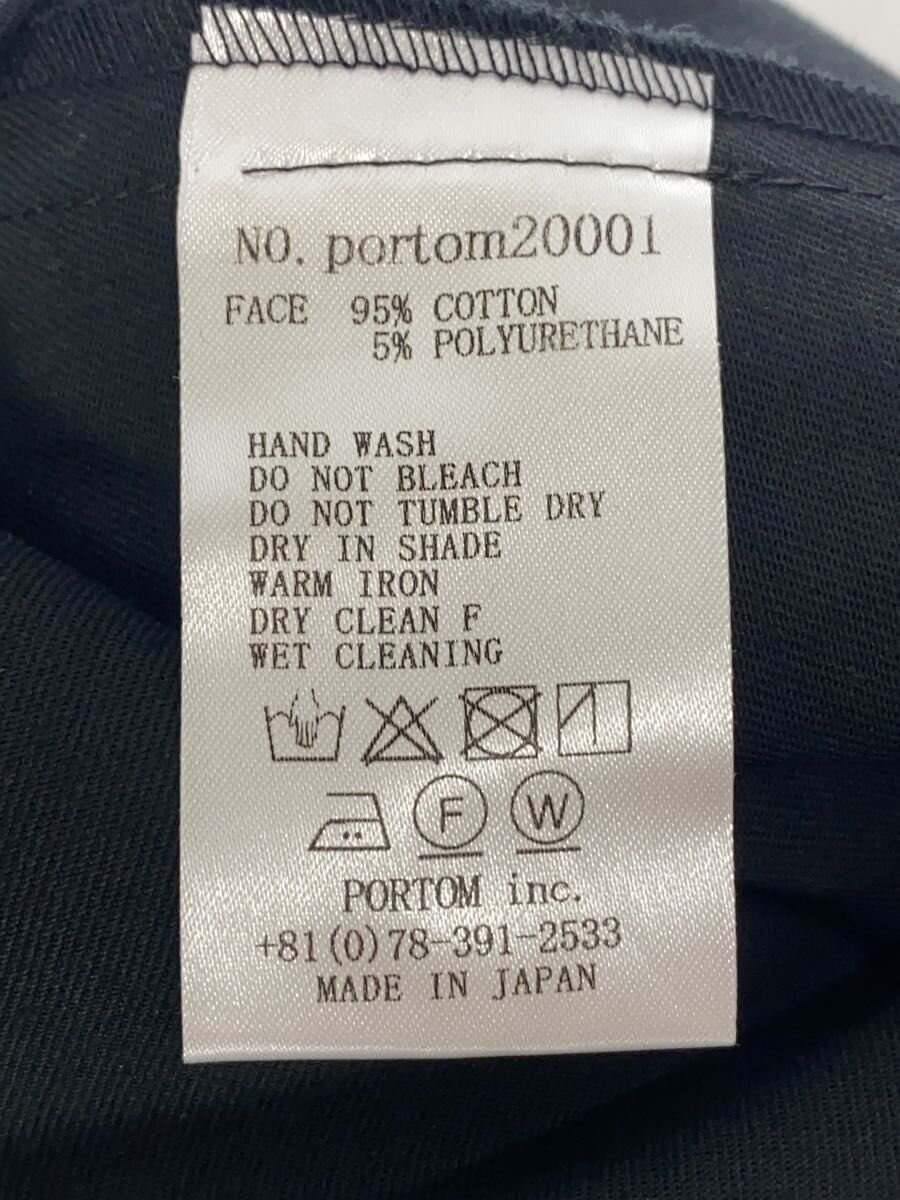 NO. portom20001
FACE 95% COTTON
5% POLYURETHANE
HAND WASH
DO NOT BLEACH
DO NOT TUMBLE DRY
DRY IN SHADE
WARM IRON
DRY CLEAN F
WET CLEANING
F W
PORTOM inc.
+81(0)78-391-2533
MADE IN JAPAN